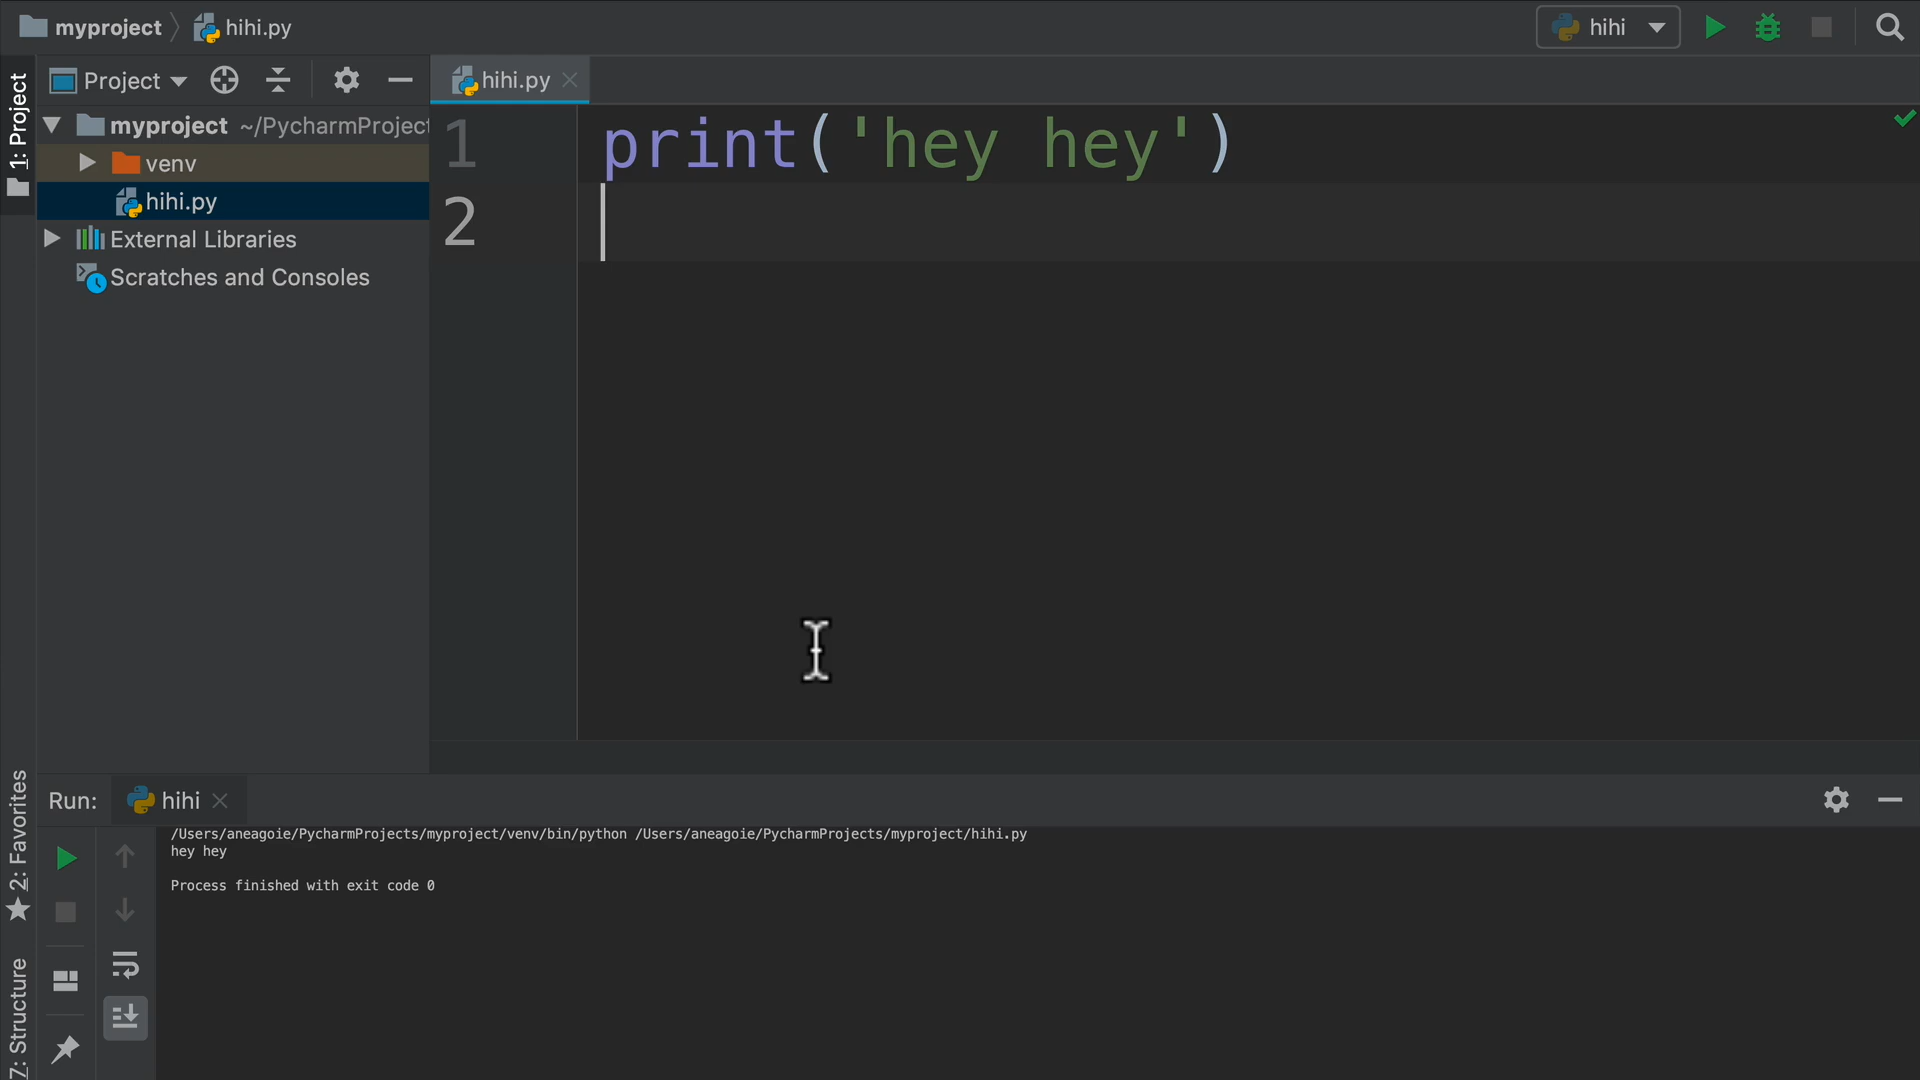 myproject hihi.py
hihi
1: Project
Project
hihi.py
myproject ~/PycharmProject
venv
hihi.py
External Libraries
Scratches and Consoles
1 print('hey hey')
2
2: Favorites
Z: Structure
Run: hihi
/Users/aneagoie/PycharmProjects/myproject/venv/bin/python /Users/aneagoie/PycharmProjects/myproject/hihi.py
hey hey
Process finished with exit code 0